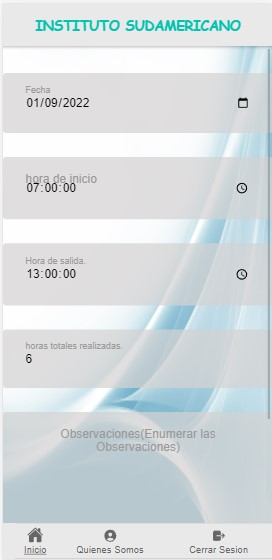 INSTITUTO SUDAMERICANO
Fecha
01/09/2022
hora de inicio
07:00:00
Hora de salida.
13:00:00
horas totales realizadas.
6
Observaciones(Enumerar las
Observaciones)
Inicio
Quienes Somos
Cerrar Sesion